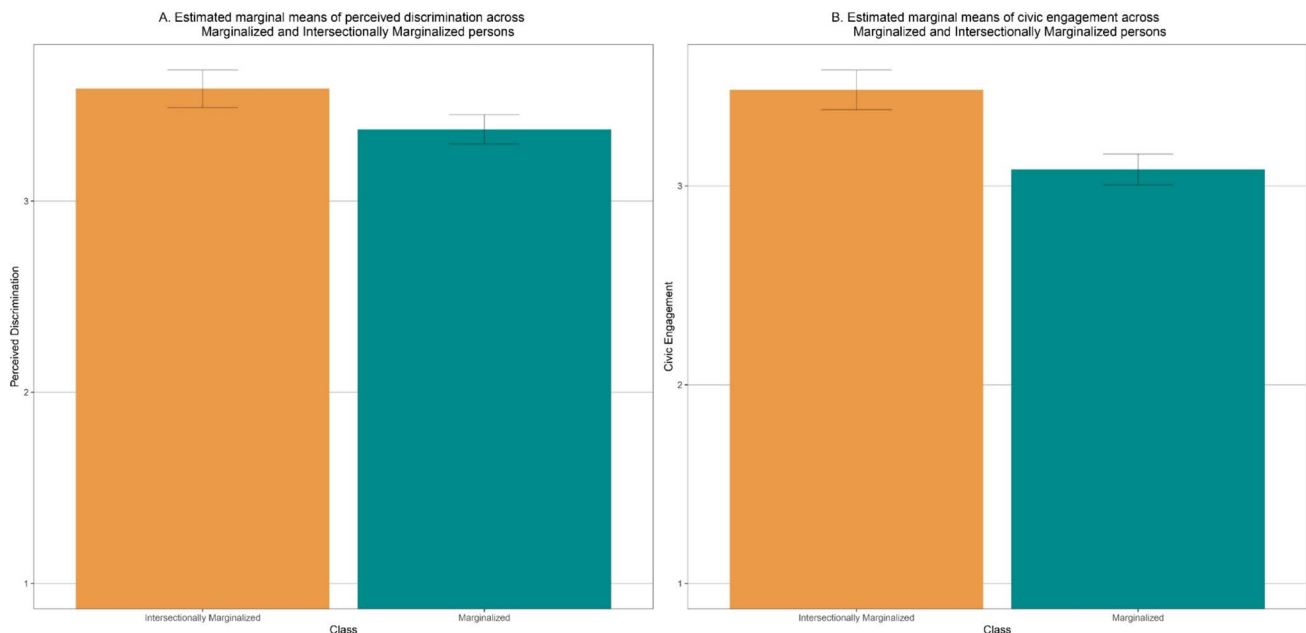 A. Estimated marginal means of perceived discrimination across
Marginalized and Intersectionally Marginalized persons
Perceived Discrimination
3
2
1
Intersectionally Marginalized
Marginalized
Class
B. Estimated marginal means of civic engagement across
Marginalized and Intersectionally Marginalized persons
Civic Engagement
3
2
1
Intersectionally Marginalized
Marginalized
Class